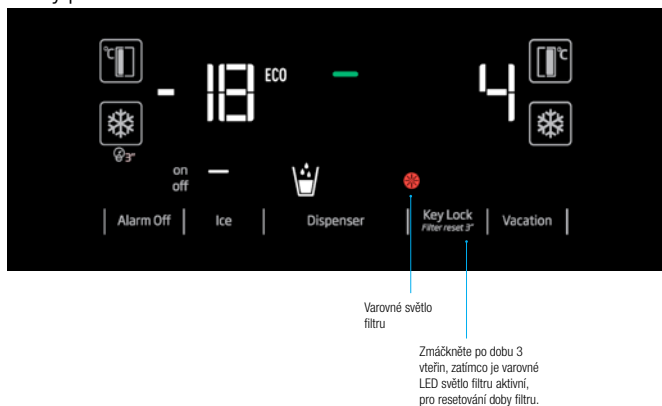 °C
°C
- 18 ECO
4
3"
on
off
Alarm Off
Ice
Dispenser
Key Lock
Filter reset 3"
Vacation
Varovné světlo
filtru
Zmáčkněte po dobu 3
vteřin, zatímco je varovné
LED světlo filtru aktivní,
pro resetování doby filtru.